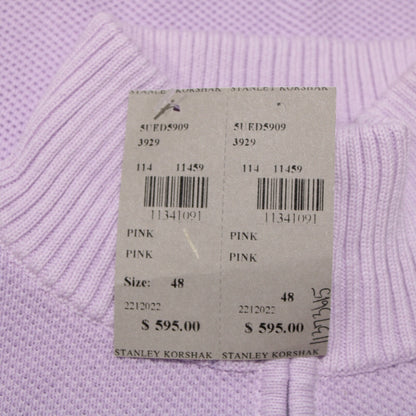 STANLEY KORSHAK STANLEY KORSHAK
5UED5909 5UED5909
3929 3929
114 11459 114 11459
11341091 11341091
PINK PINK
PINK PINK
Size: 48 48
2212022 2212022
$ 595.00 $ 595.00
STANLEY KORSHAK STANLEY KORSHAK